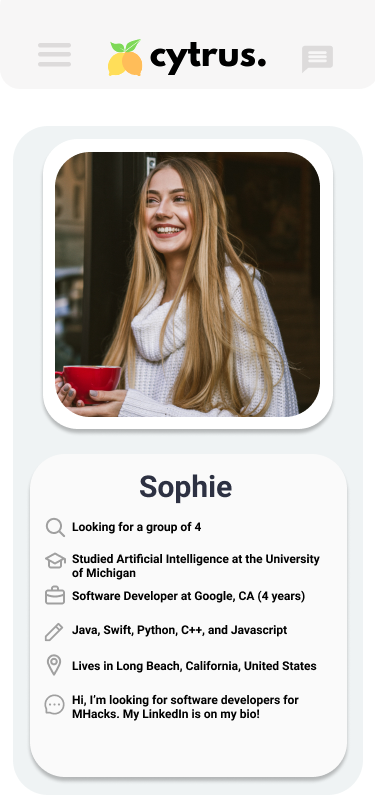 cytrus.
Sophie
Looking for a group of 4
Studied Artificial Intelligence at the University
of Michigan
Software Developer at Google, CA (4 years)
Java, Swift, Python, C++, and Javascript
Lives in Long Beach, California, United States
Hi, I’m looking for software developers for
MHacks. My LinkedIn is on my bio!